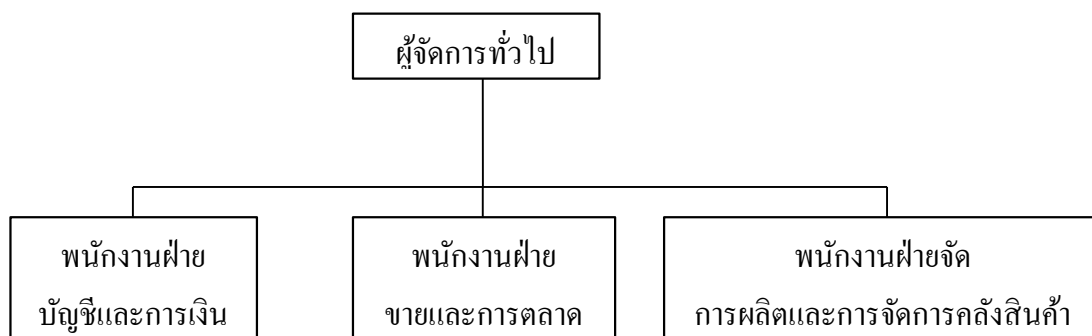 ผู้จัดการทั่วไป
พนักงานฝ่าย
บัญชีและการเงิน
พนักงานฝ่าย
ขายและการตลาด
พนักงานฝ่ายจัด
การผลิตและการจัดการคลังสินค้า